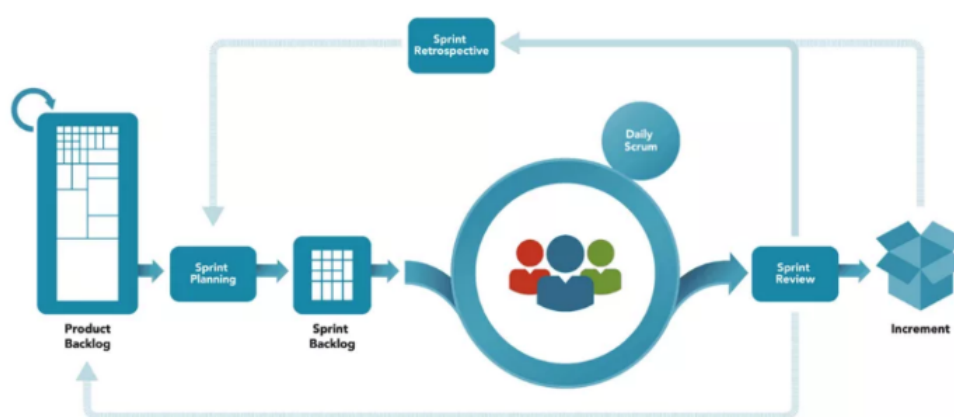 Sprint
Retrospective
Daily
Scrum
Sprint
Planning
Sprint
Review
Product
Backlog
Sprint
Backlog
Increment